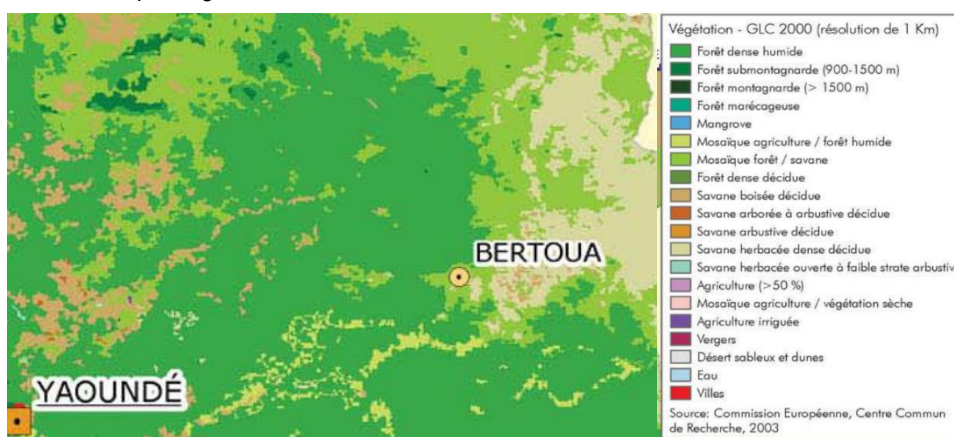 BERTOUA
YAOUNDÉ
Végétation - GLC 2000 (résolution de 1 Km)
Forêt dense humide
Forêt submontagnarde (900-1500 m)
Forêt montagnarde (> 1500 m)
Forêt marécageuse
Mangrove
Mosaïque agriculture / forêt humide
Mosaïque forêt / savane
Forêt dense décidue
Savane boisée décidue
Savane arborée à arbustive décidue
Savane arbustive décidue
Savane herbacée dense décidue
Savane herbacée ouverte à faible strate arbustiv
Agriculture (>50 %)
Mosaïque agriculture / végétation sèche
Agriculture irriguée
Vergers
Désert sableux et dunes
Eau
Villes
Source: Commission Européenne, Centre Commun
de Recherche, 2003